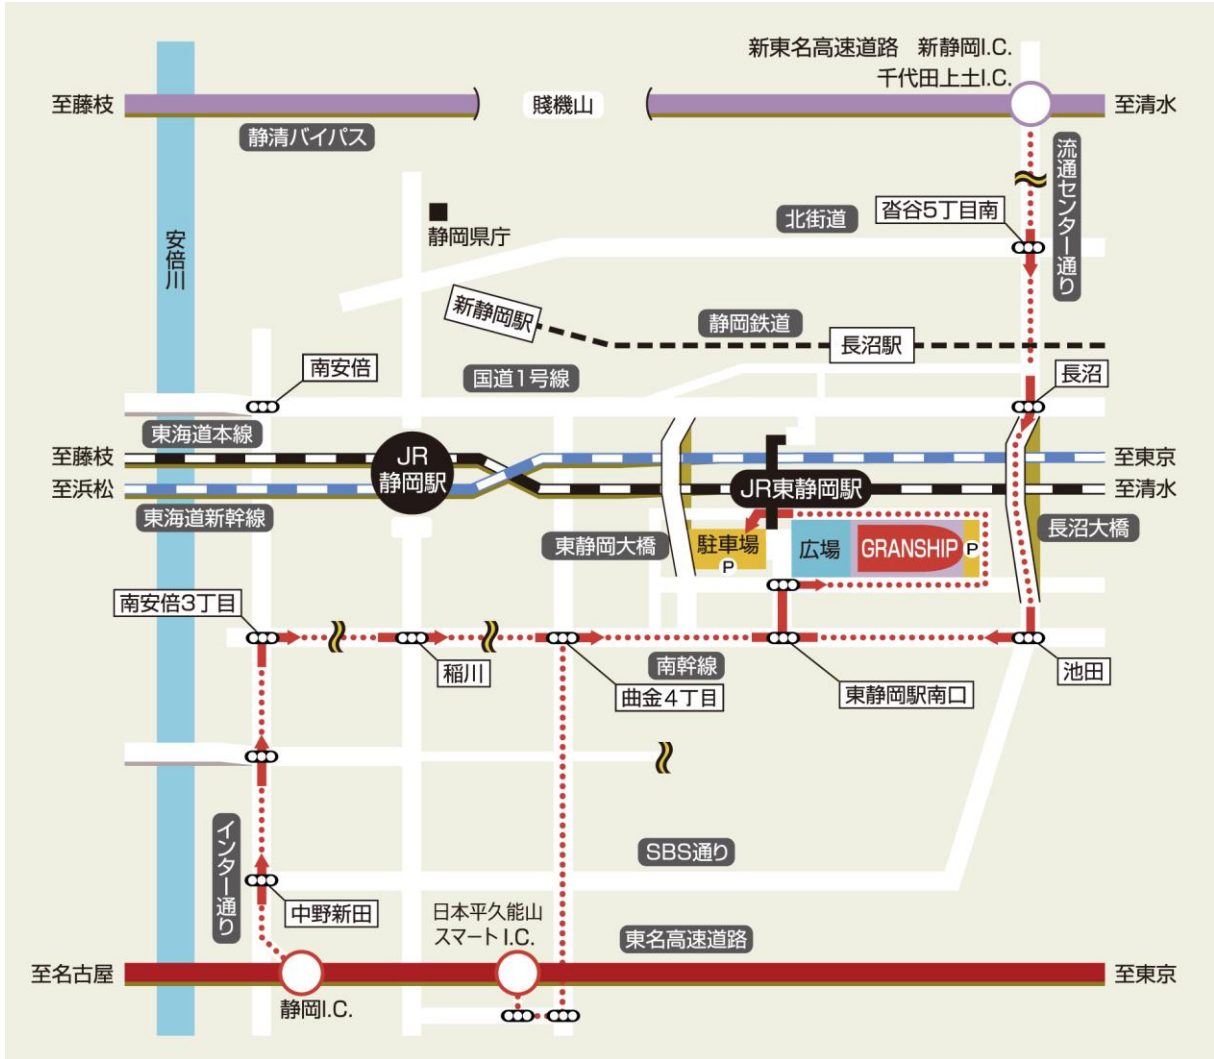 新東名高速道路 新静岡I.C.
千代田上土I.C.
至藤枝
賤機山
至清水
静清バイパス
流通センター通り
沓谷5丁目南
北街道
静岡県庁
安倍川
新静岡駅
静岡鉄道
長沼駅
南安倍
国道1号線
長沼
東海道本線
至藤枝
JR
静岡駅
至東京
至浜松
JR東静岡駅
至清水
東海道新幹線
東静岡大橋
駐車場
P
広場
GRANSHIP
P
長沼大橋
南安倍3丁目
稲川
南幹線
曲金4丁目
東静岡駅南口
池田
インター通り
SBS通り
中野新田
日本平久能山
スマートI.C.
東名高速道路
至名古屋
至東京
静岡I.C.